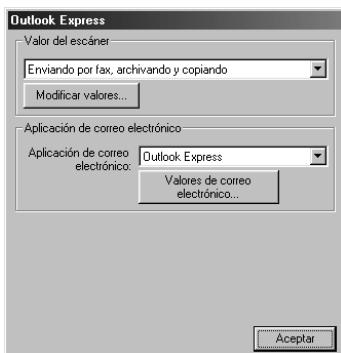 Outlook Express
Valor del escáner
Enviando por fax, archivando y copiando
Modificar valores...
Aplicación de correo electrónico
Aplicación de correo
electrónico:
Outlook Express
Valores de correo
electrónico...
Aceptar